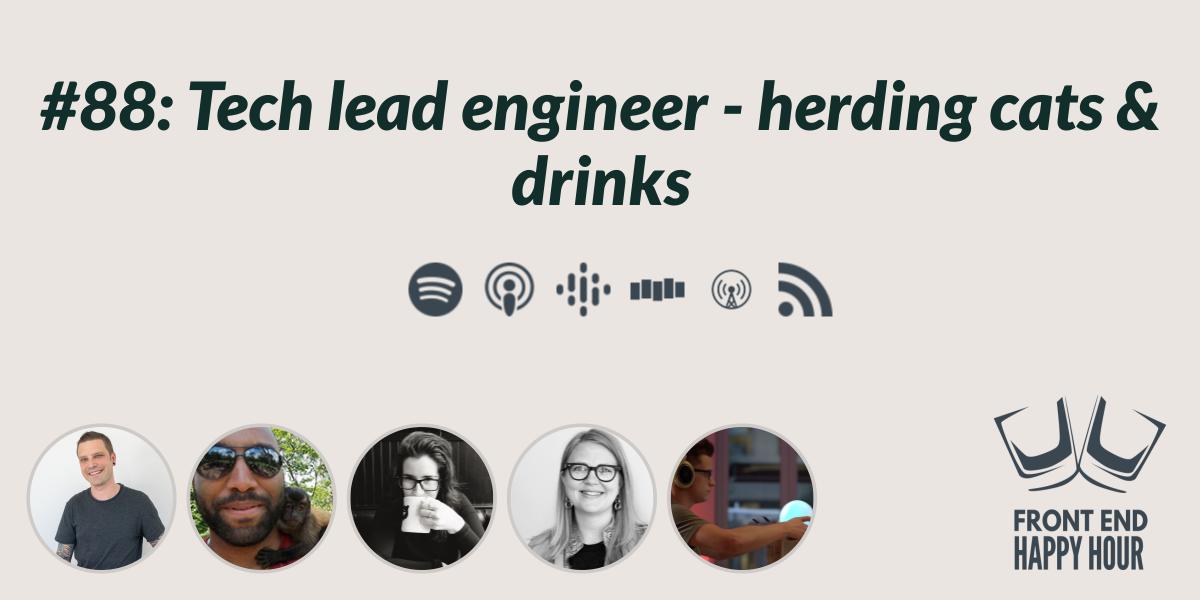 #88: Tech lead engineer - herding cats &
drinks
FRONT END
HAPPY HOUR